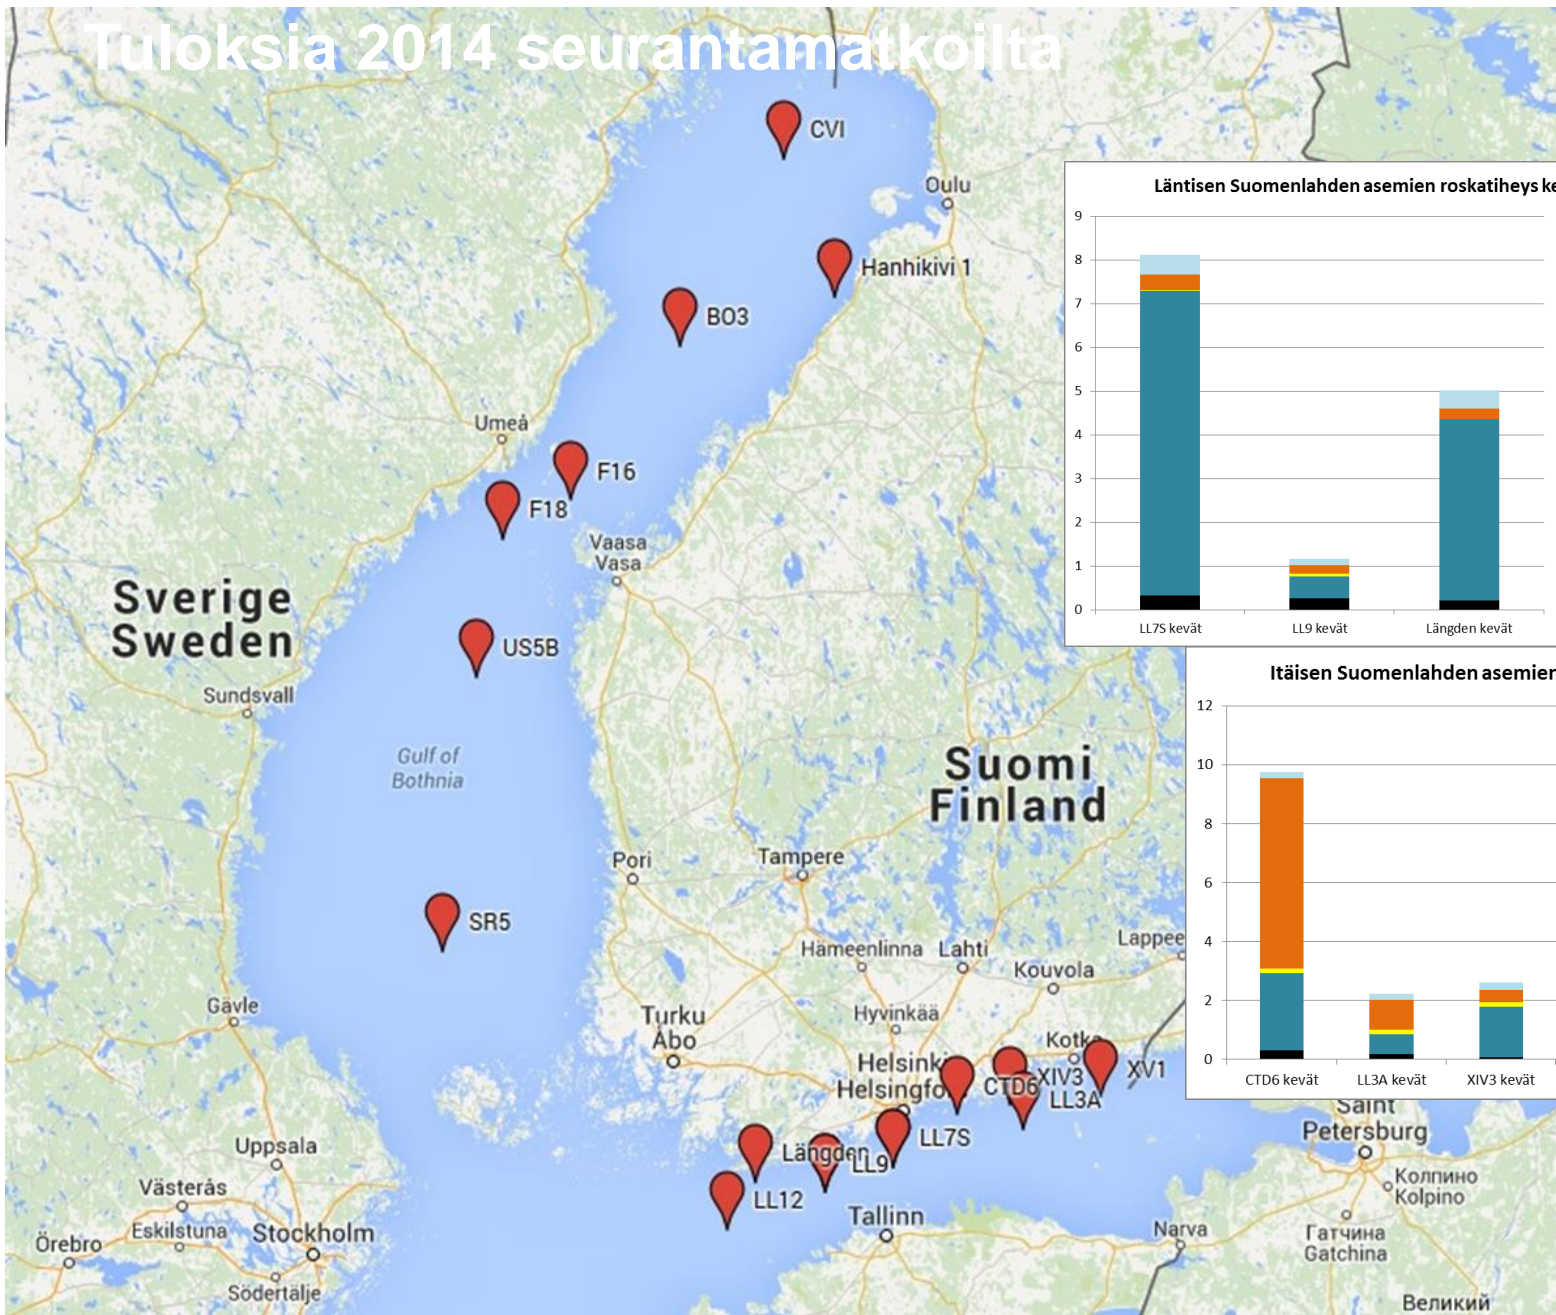 Tuloksia 2014 seurantamatkoilta
CVI
Oulu
Hanhikivi 1
BO3
Umeå
F16
F18
Vaasa
Vasa
Sverige
Sweden
US5B
Sundsvall
Gulf of
Bothnia
Suomi
Finland
Pori
Tampere
SR5
Hämeenlinna
Lahti
Lappee
Kouvola
Gävle
Turku
Åbo
Hyvinkää
Kotka
Helsinki
Helsingfo
CTD6
XIV3
LL3A
XV1
Uppsala
Längden
LL9
LL7S
LL12
Västerås
Eskilstuna
Stockholm
Örebro
Södertälje
Tallinn
Narva
Saint
Petersburg
Колпино
Kolpino
Гатчина
Gatchina
Великий
Läntisen Suomenlahden asemien roskatiheys ke
9
8
7
6
5
4
3
2
1
0
LL7S kevät
LL9 kevät
Längden kevät
Itäisen Suomenlahden asemien
12
10
8
6
4
2
0
CTD6 kevät
LL3A kevät
XIV3 kevät